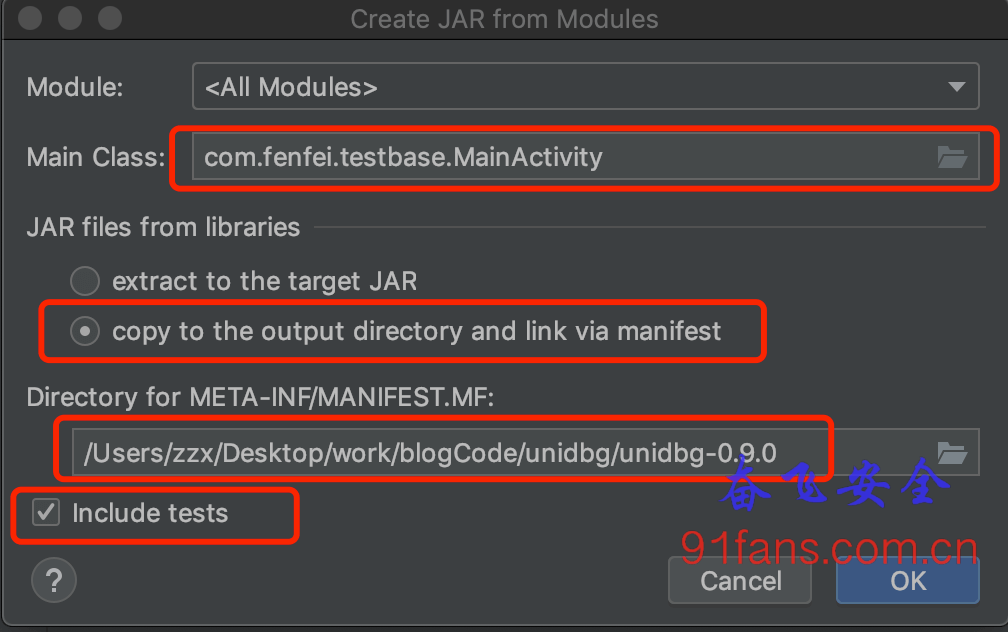 Create JAR from Modules
Module: <All Modules>
Main Class: com.fenfei.testbase.MainActivity
JAR files from libraries
extract to the target JAR
copy to the output directory and link via manifest
Directory for META-INF/MANIFEST.MF:
/Users/zzx/Desktop/work/blogCode/unidbg/unidbg-0.9.0
奋飞安全
Include tests
91fans.com.cn
? Cancel OK